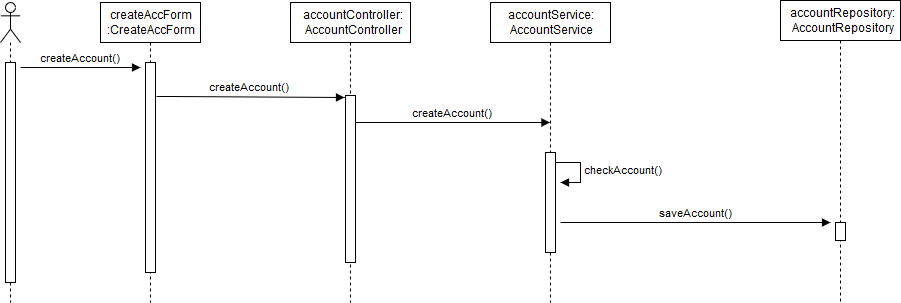 createAccForm
:CreateAccForm
accountController:
AccountController
accountService:
AccountService
accountRepository:
AccountRepository
createAccount()
createAccount()
createAccount()
checkAccount()
saveAccount()